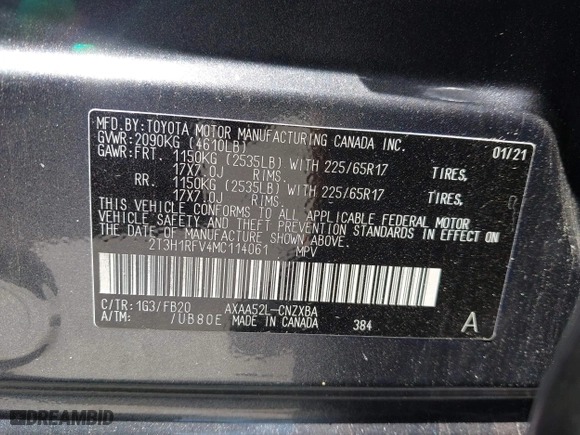 MFD.BY:TOYOTA MOTOR MANUFACTURING CANADA INC.
GVWR:2090KG (4610LB) 01/21
GAWR:FRT. 1150KG (2535LB) WITH 225/65R17 TIRES,
17X7.0J RIMS.
RR. 1150KG (2535LB) WITH 225/65R17 TIRES,
17X7.0J RIMS.
THIS VEHICLE CONFORMS TO ALL APPLICABLE FEDERAL MOTOR
VEHICLE SAFETY AND THEFT PREVENTION STANDARDS IN EFFECT ON
THE DATE OF MANUFACTURE SHOWN ABOVE.
2T3H1RFV4MC114061 MPV
C/TR: 1G3/FB20 AXAA52L-CNZXBA
A/TM: /UB80E MADE IN CANADA 384 A
DREAMBID